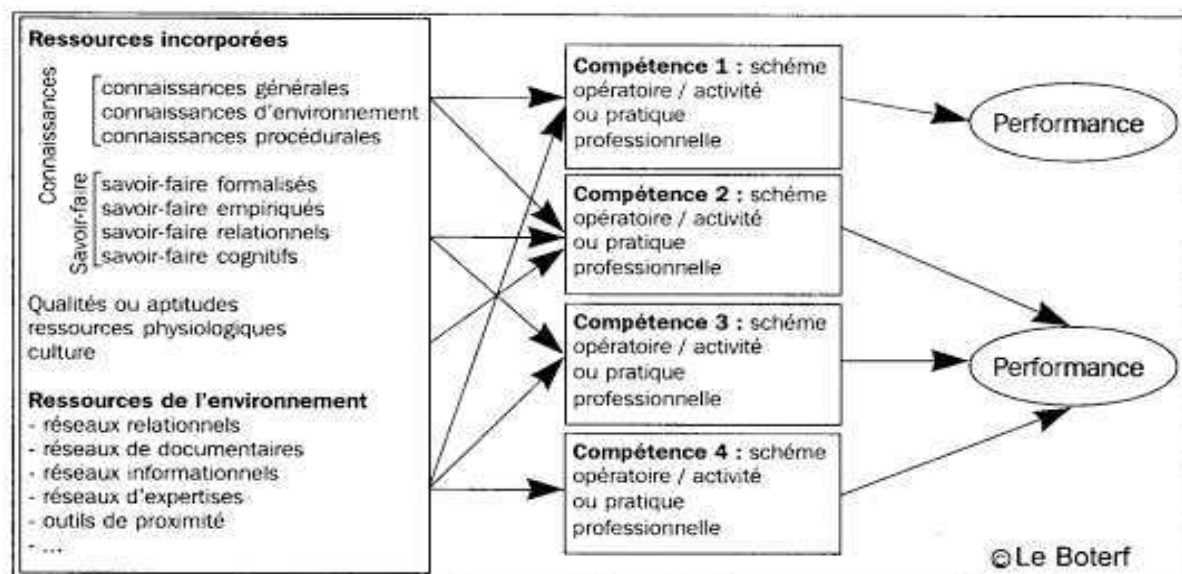 Ressources incorporées
Connaissances
connaissances générales
connaissances d'environnement
connaissances procédurales
Savoir-faire
savoir-faire formalisés
savoir-faire empiriqués
savoir-faire relationnels
savoir-faire cognitifs
Qualités ou aptitudes
ressources physiologiques
culture
Ressources de l'environnement
- réseaux relationnels
- réseaux de documentaires
- réseaux informationnels
- réseaux d'expertises
- outils de proximité
- ...
Compétence 1 : schéme
opératoire / activité
ou pratique
professionnelle
Compétence 2 : schéme
opératoire / activité
ou pratique
professionnelle
Compétence 3 : schéme
opératoire / activité
ou pratique
professionnelle
Compétence 4 : schéme
opératoire / activité
ou pratique
professionnelle
Performance
Performance
©Le Boterf